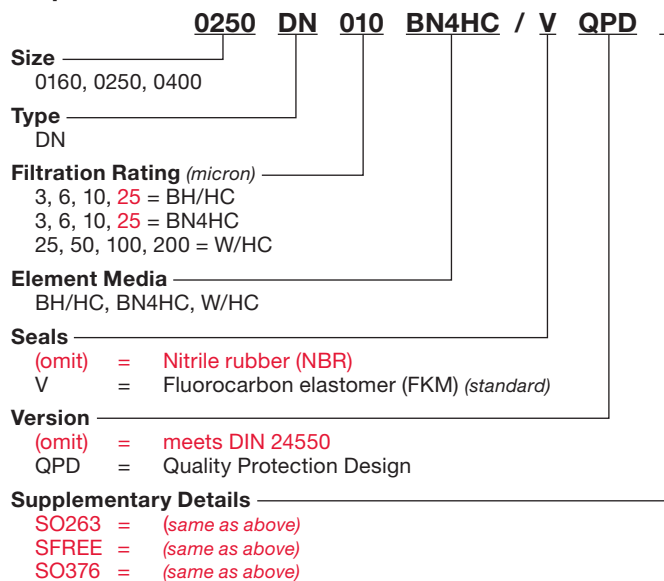 0250 DN 010 BN4HC / V QPD
Size
0160, 0250, 0400
Type
DN
Filtration Rating (micron)
3, 6, 10, 25 = BH/HC
3, 6, 10, 25 = BN4HC
25, 50, 100, 200 = W/HC
Element Media
BH/HC, BN4HC, W/HC
Seals
(omit) = Nitrile rubber (NBR)
V = Fluorocarbon elastomer (FKM) (standard)
Version
(omit) = meets DIN 24550
QPD = Quality Protection Design
Supplementary Details
SO263 = (same as above)
SFREE = (same as above)
SO376 = (same as above)